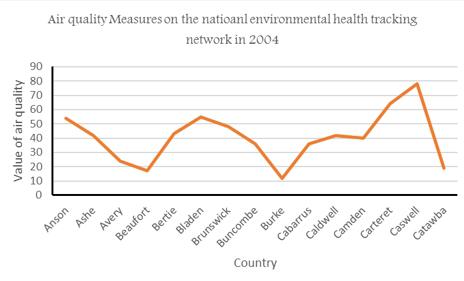 Air quality Measures on the natioanl environmental health tracking
network in 2004
Value of air quality
90
80
70
60
50
40
30
20
10
0
Anson
Ashe
Avery
Beaufort
Bertie
Bladen
Brunswick
Buncombe
Burke
Cabarrus
Caldwell
Camden
Carteret
Caswell
Catawba
Country